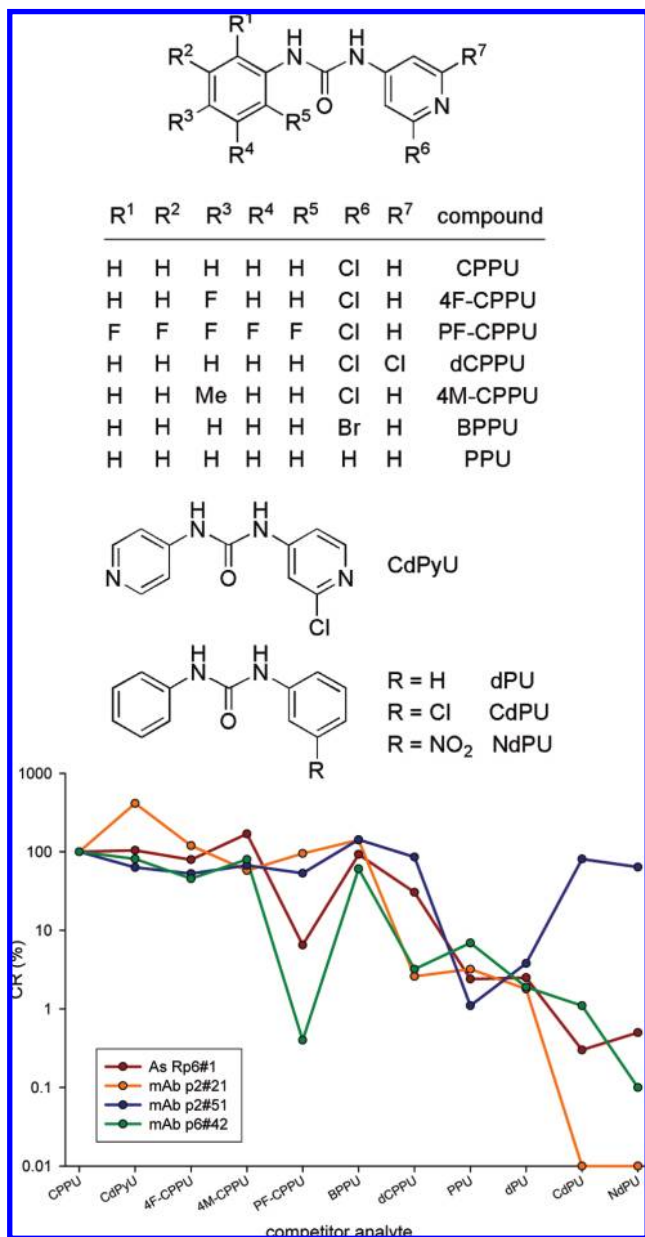 R¹
R²
H
N
H
N
R⁷
R³
R⁵
O
N
R⁴
R⁶
R¹ R² R³ R⁴ R⁵ R⁶ R⁷ compound
H H H H H Cl H CPPU
H H F H H Cl H 4F-CPPU
F F F F F Cl H PF-CPPU
H H H H H Cl Cl dCPPU
H H Me H H Cl H 4M-CPPU
H H H H H Br H BPPU
H H H H H H H PPU
H
N
H
N
N
O
N
Cl
CdPyU
H
N
H
N
O
R
R = H dPU
R = Cl CdPU
R = NO₂ NdPU
1000
100
10
1
0.1
0.01
CR (%)
As Rp6#1
mAb p2#21
mAb p2#51
mAb p6#42
CPPU
CdPyU
4F-CPPU
4M-CPPU
PF-CPPU
BPPU
dCPPU
PPU
dPU
CdPU
NdPU
competitor analyte